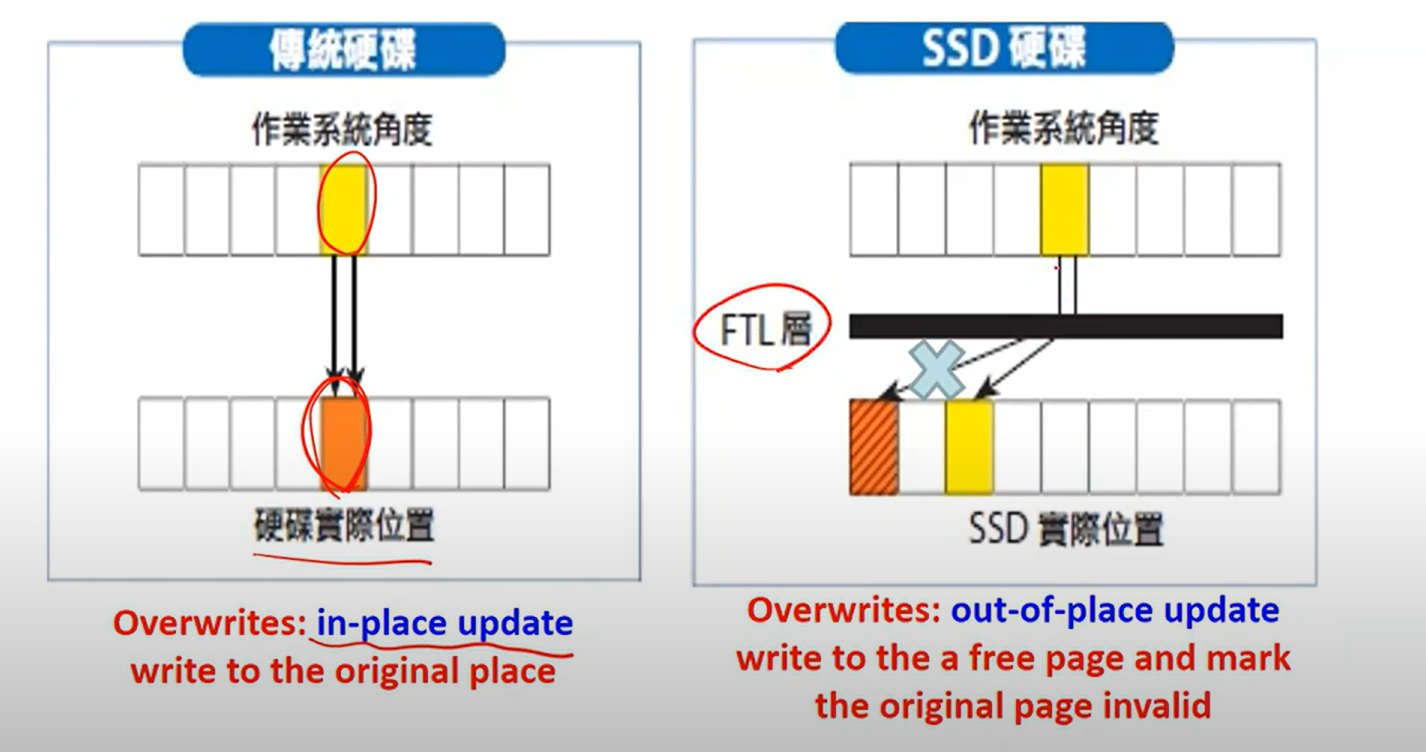 傳統硬碟
作業系統角度
硬碟實際位置
Overwrites: in-place update
write to the original place
SSD 硬碟
作業系統角度
FTL層
SSD 實際位置
Overwrites: out-of-place update
write to the a free page and mark
the original page invalid